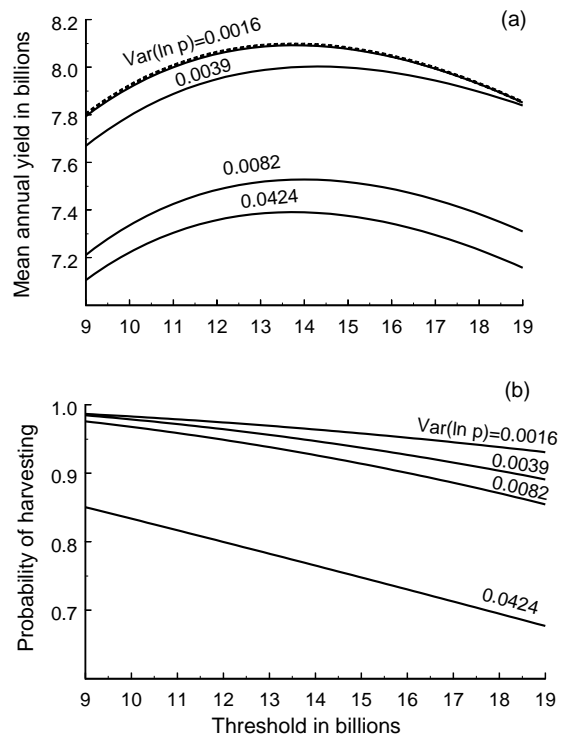 (a)
Mean annual yield in billions
8.2
8.0
7.8
7.6
7.4
7.2
Var(ln p)=0.0016
0.0039
0.0082
0.0424
9 10 11 12 13 14 15 16 17 18 19
(b)
Probability of harvesting
1.0
0.9
0.8
0.7
Var(ln p)=0.0016
0.0039
0.0082
0.0424
9 10 11 12 13 14 15 16 17 18 19
Threshold in billions